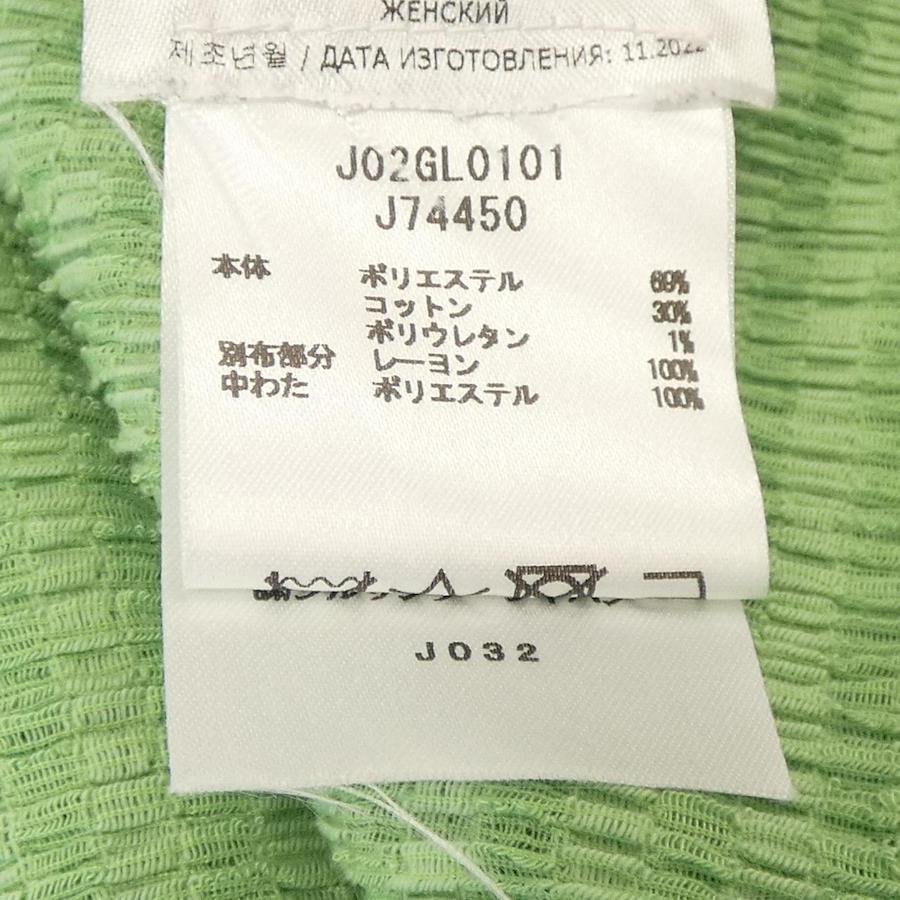 ЖЕНСКИЙ
제조년월 / ДАТА ИЗГОТОВЛЕНИЯ: 11.2022
J02GL0101
J74450
本体 ポリエステル 69%
コットン 30%
ポリウレタン 1%
別布部分 レーヨン 100%
中わた ポリエステル 100%
J032